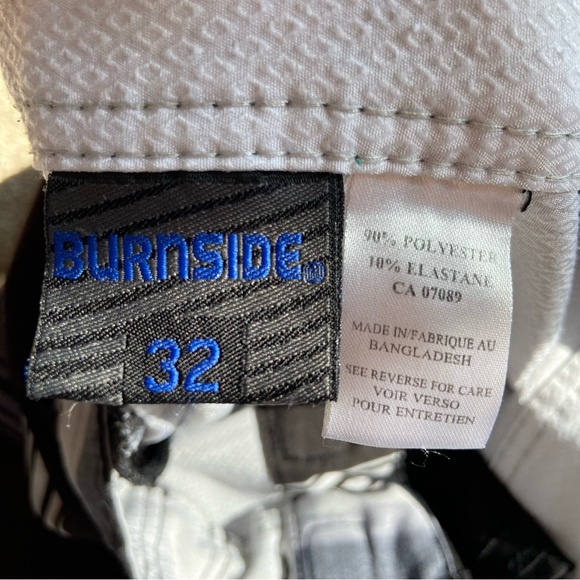 BURNSIDE®
32
90% POLYESTER
10% ELASTANE
CA 07089
MADE IN/FABRIQUE AU
BANGLADESH
SEE REVERSE FOR CARE
VOIR VERSO
POUR ENTRETIEN